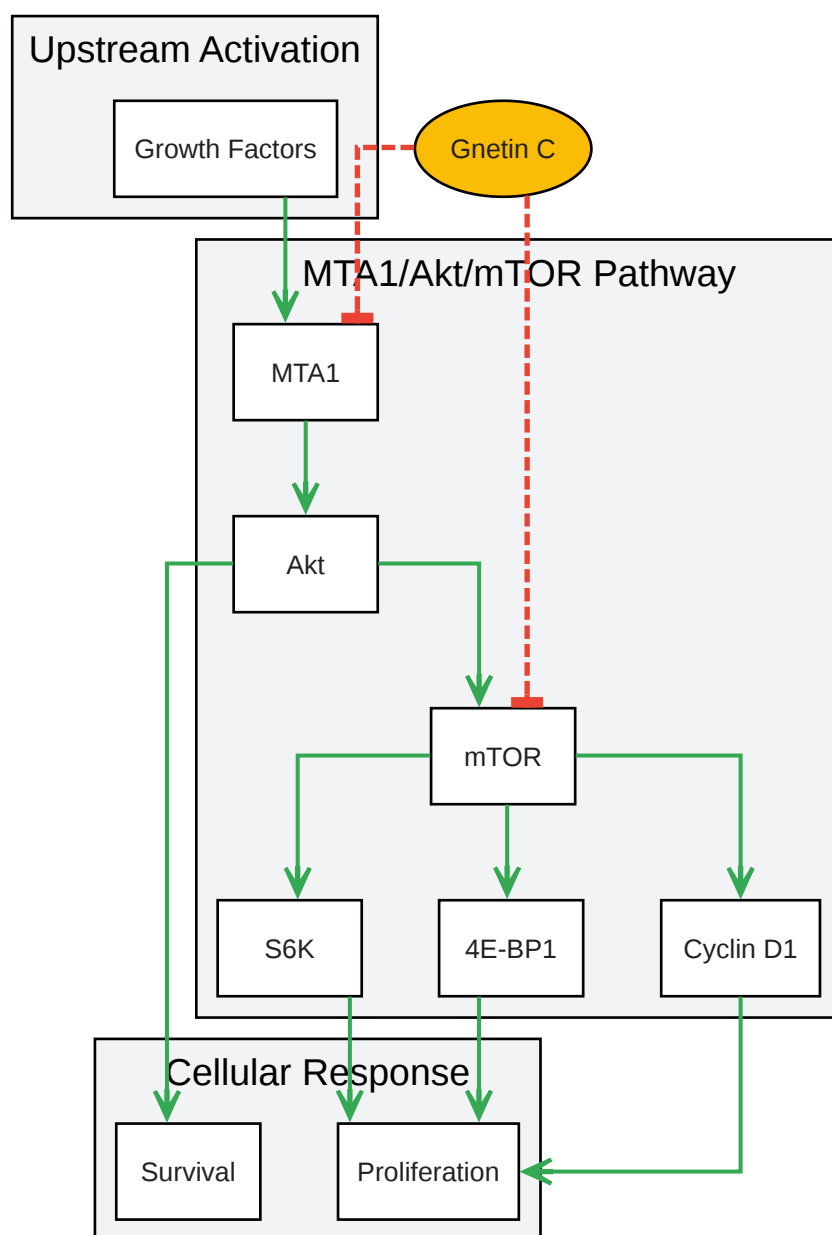 Upstream Activation
Growth Factors
Gnetin C
MTA1/Akt/mTOR Pathway
MTA1
Akt
mTOR
S6K
4E-BP1
Cyclin D1
Cellular Response
Survival
Proliferation